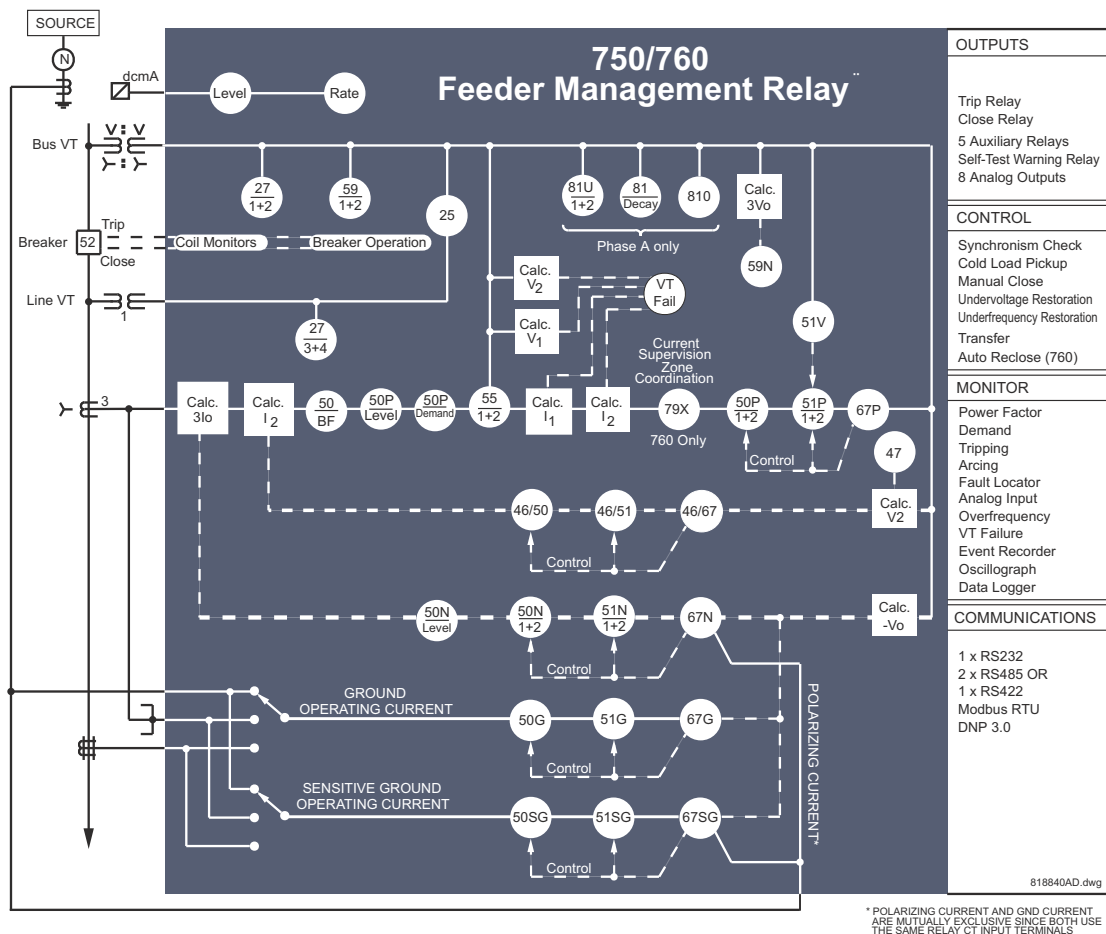 SOURCE
N
dcmA
Level
Rate
750/760
Feeder Management Relay
Bus VT
27
1+2
59
1+2
25
81U
1+2
81
Decay
810
Calc.
3Vo
Phase A only
59N
Breaker
52
Trip
Close
Coil Monitors
Breaker Operation
Calc.
V2
VT
Fail
Line VT
1
27
3+4
Calc.
V1
51V
Current
Supervision
Zone
Coordination
3
Calc.
3Io
Calc.
I2
50
BF
50P
Level
50P
Demand
55
1+2
Calc.
I1
Calc.
I2
79X
760 Only
50P
1+2
51P
1+2
67P
Control
47
46/50
46/51
46/67
Calc.
V2
Control
50N
Level
50N
1+2
51N
1+2
67N
Calc.
-Vo
Control
GROUND
OPERATING CURRENT
50G
51G
67G
Control
SENSITIVE GROUND
OPERATING CURRENT
50SG
51SG
67SG
Control
POLARIZING CURRENT*
OUTPUTS
Trip Relay
Close Relay
5 Auxiliary Relays
Self-Test Warning Relay
8 Analog Outputs
CONTROL
Synchronism Check
Cold Load Pickup
Manual Close
Undervoltage Restoration
Underfrequency Restoration
Transfer
Auto Reclose (760)
MONITOR
Power Factor
Demand
Tripping
Arcing
Fault Locator
Analog Input
Overfrequency
VT Failure
Event Recorder
Oscillograph
Data Logger
COMMUNICATIONS
1 x RS232
2 x RS485 OR
1 x RS422
Modbus RTU
DNP 3.0
818840AD.dwg
* POLARIZING CURRENT AND GND CURRENT
ARE MUTUALLY EXCLUSIVE SINCE BOTH USE
THE SAME RELAY CT INPUT TERMINALS